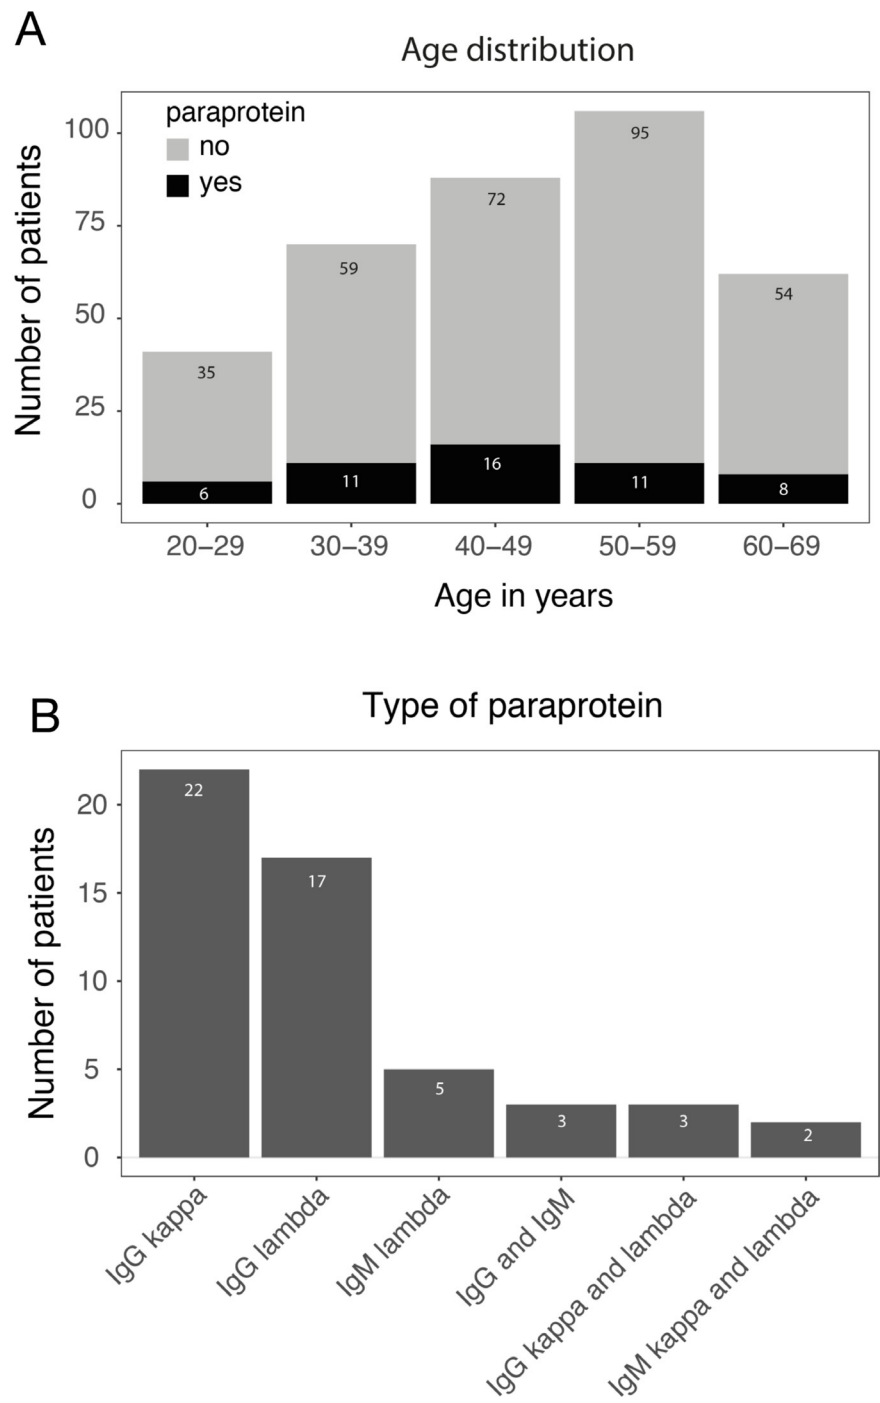 A
Age distribution
Number of patients
100
75
50
25
0
paraprotein
no
yes
35
6
59
11
72
16
95
11
54
8
20–29
30–39
40–49
50–59
60–69
Age in years
B
Type of paraprotein
Number of patients
20
15
10
5
0
22
17
5
3
3
2
IgG kappa
IgG lambda
IgM lambda
IgG and IgM
IgG kappa and lambda
IgM kappa and lambda